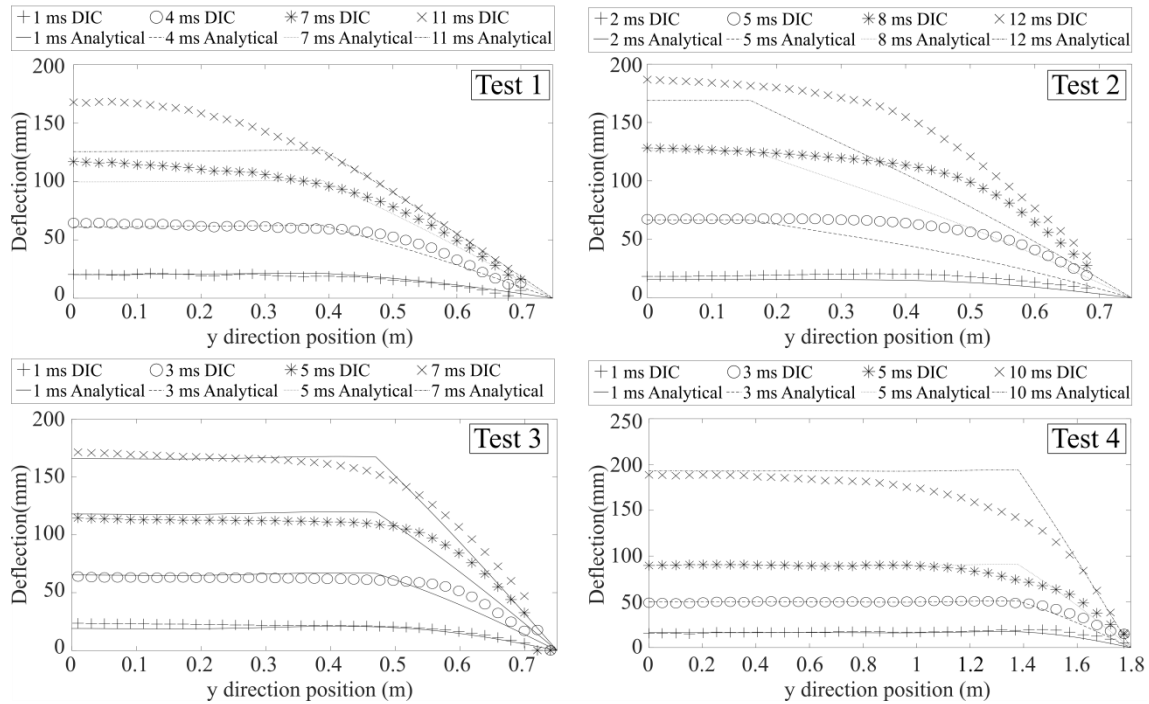 1 ms DIC 4 ms DIC 7 ms DIC 11 ms DIC
1 ms Analytical 4 ms Analytical 7 ms Analytical 11 ms Analytical
200
Test 1
150
100
50
0
Deflection(mm)
0 0.1 0.2 0.3 0.4 0.5 0.6 0.7
y direction position (m)
2 ms DIC 5 ms DIC 8 ms DIC 12 ms DIC
2 ms Analytical 5 ms Analytical 8 ms Analytical 12 ms Analytical
200
Test 2
150
100
50
0
Deflection(mm)
0 0.1 0.2 0.3 0.4 0.5 0.6 0.7
y direction position (m)
1 ms DIC 3 ms DIC 5 ms DIC 7 ms DIC
1 ms Analytical 3 ms Analytical 5 ms Analytical 7 ms Analytical
200
Test 3
150
100
50
0
Deflection(mm)
0 0.1 0.2 0.3 0.4 0.5 0.6 0.7
y direction position (m)
1 ms DIC 3 ms DIC 5 ms DIC 10 ms DIC
1 ms Analytical 3 ms Analytical 5 ms Analytical 10 ms Analytical
250
Test 4
200
150
100
50
0
Deflection(mm)
0 0.2 0.4 0.6 0.8 1 1.2 1.4 1.6 1.8
y direction position (m)